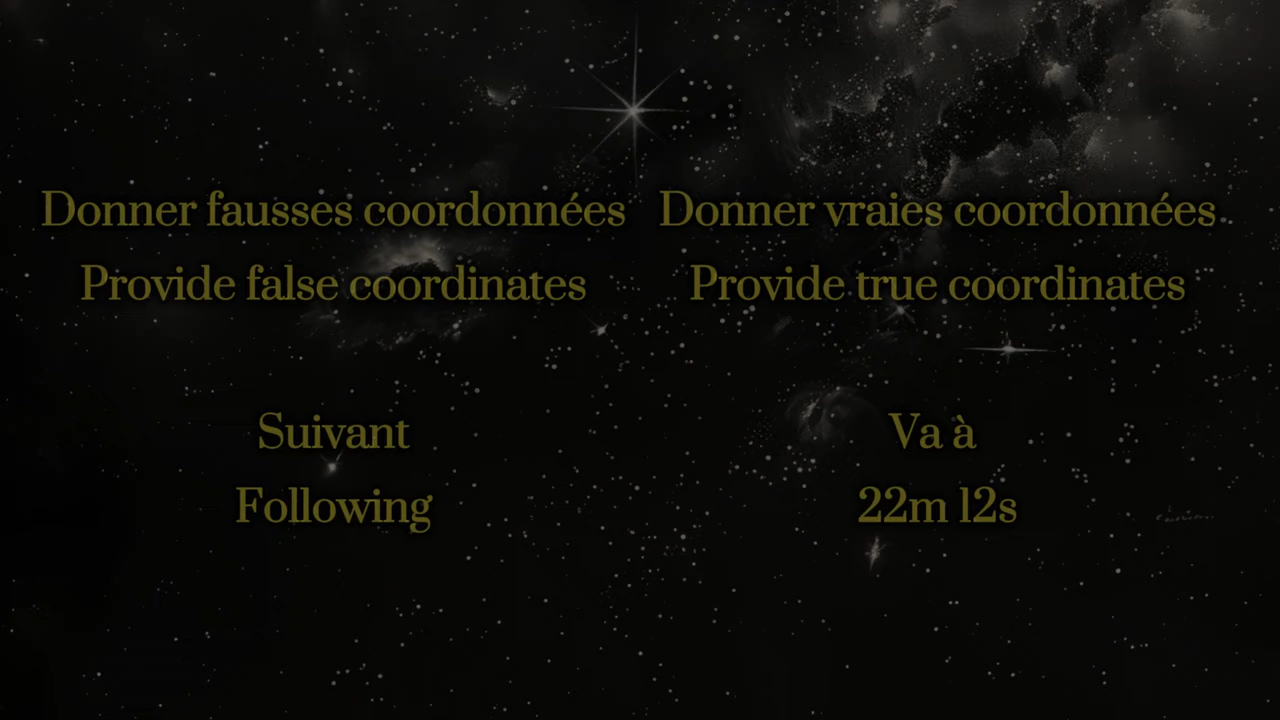 Donner fausses coordonnées
Provide false coordinates
Suivant
Following
Donner vraies coordonnées
Provide true coordinates
Va à
22m 12s